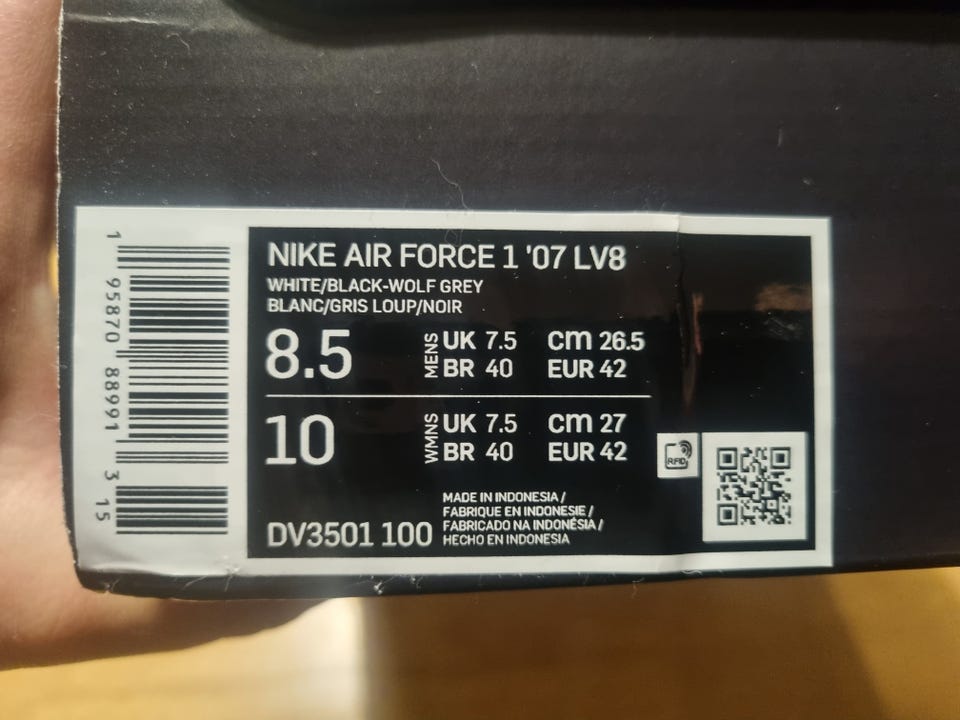 1 95870 88991 3 15
NIKE AIR FORCE 1 '07 LV8
WHITE/BLACK-WOLF GREY
BLANC/GRIS LOUP/NOIR
8.5 MENS UK 7.5 cm 26.5
BR 40 EUR 42
10 WMNS UK 7.5 cm 27
BR 40 EUR 42
RFID
DV3501 100
MADE IN INDONESIA /
FABRIQUE EN INDONESIE /
FABRICADO NA INDONÉSIA /
HECHO EN INDONESIA